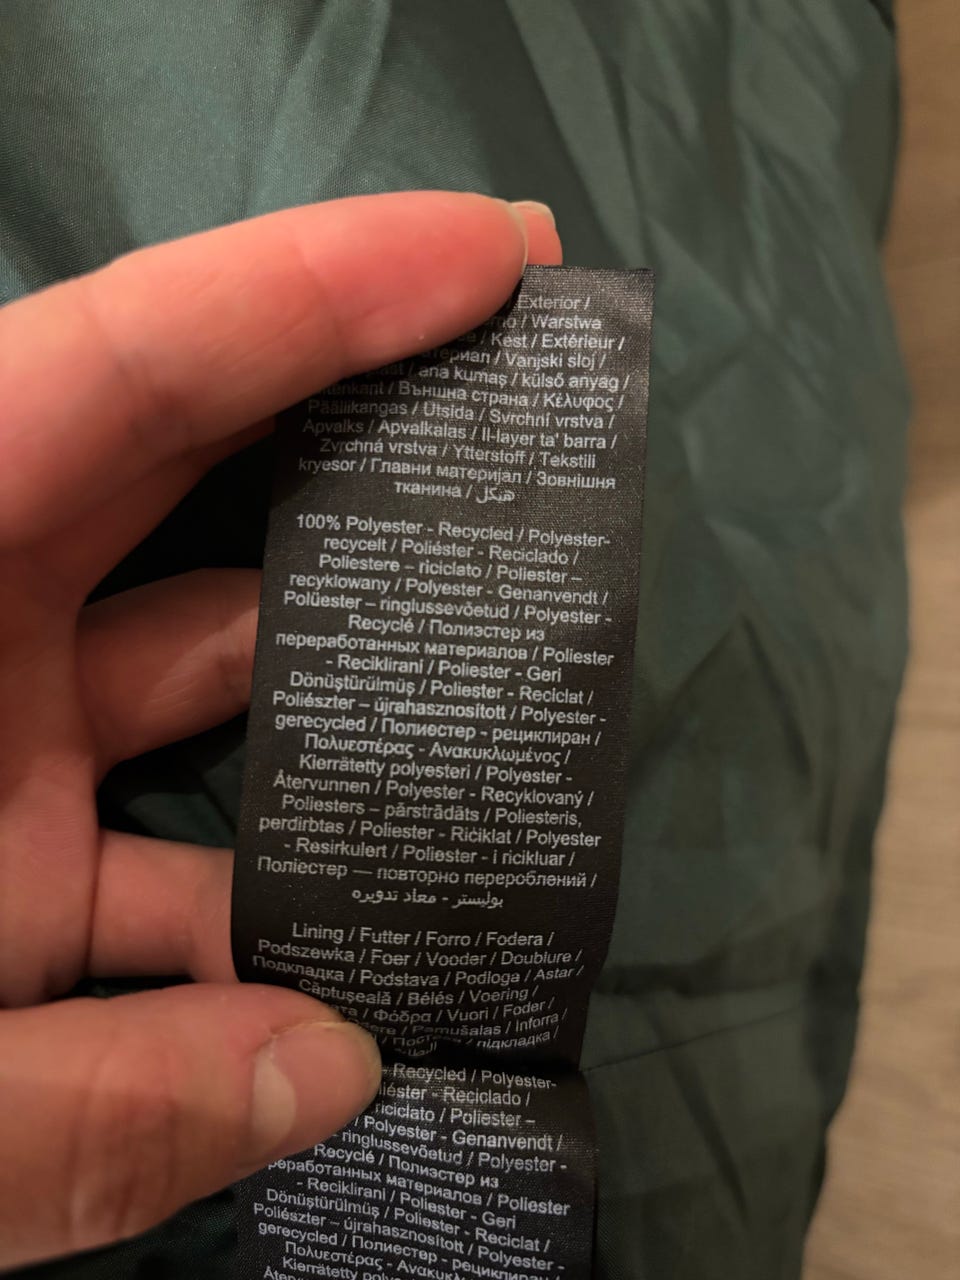 Exterior /
/ Warstwa
/ Kest / Extérieur /
/ Vanjski sloj /
/ ana kumaş / külső anyag /
/ Външна страна / Κέλυφος /
Päällikangas / Utsida / Svrchní vrstva /
Apvalks / Apvalkalas / Il-layer ta' barra /
Zvrchná vrstva / Ytterstoff / Tekstili
kryesor / Главни материјал / Зовнішня
тканина / هيكل
100% Polyester - Recycled / Polyester-
recycelt / Poliéster - Reciclado /
Poliestere – riciclato / Poliester –
recyklowany / Polyester - Genanvendt /
Polüester – ringlussevõetud / Polyester -
Recyclé / Полиэстер из
переработанных материалов / Poliester
- Reciklirani / Poliester - Geri
Dönüştürülmüş / Poliester - Reciclat /
Poliészter – újrahasznosított / Polyester -
gerecycled / Полиестер - рециклиран /
Πολυεστέρας - Ανακυκλωμένος /
Kierrätetty polyesteri / Polyester -
Återvunnen / Polyester - Recyklovaný /
Poliesters – pārstrādāts / Poliesteris,
perdirbtas / Poliester - Riċiklat / Polyester
- Resirkulert / Poliester - i ricikluar /
Поліестер — повторно перероблений /
بوليستر - معاد تدويره
Lining / Futter / Forro / Fodera /
Podszewka / Foer / Vooder / Doublure /
Подкладка / Podstava / Podloga / Astar /
Căptuşeală / Bélés / Voering /
/ Φόδρα / Vuori / Foder /
/ Pamušalas / Inforra /
/ підкладка /
- Recycled / Polyester-
- Reciclado /
riciclato / Poliester –
/ Polyester - Genanvendt /
ringlussevõetud / Polyester -
Recyclé / Полиэстер из
переработанных материалов / Poliester
- Reciklirani / Poliester - Geri
Dönüştürülmüş / Poliester - Reciclat /
Poliészter – újrahasznosított / Polyester -
gerecycled / Полиестер - рециклиран /
Πολυεστέρας -
Kierrätetty